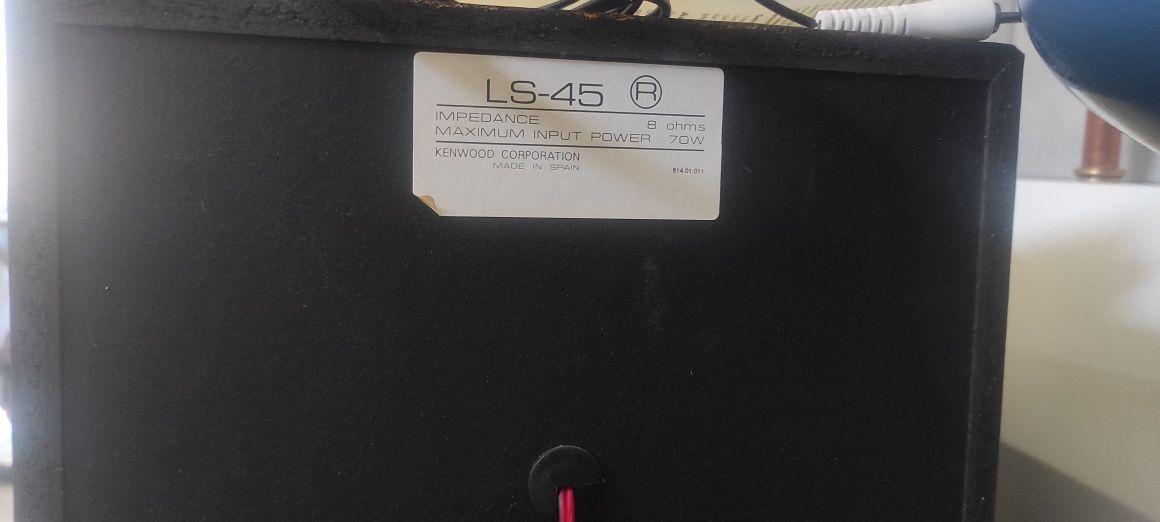 LS-45 Ⓡ
IMPEDANCE 8 ohms
MAXIMUM INPUT POWER 70W
KENWOOD CORPORATION
MADE IN SPAIN
614 01 011